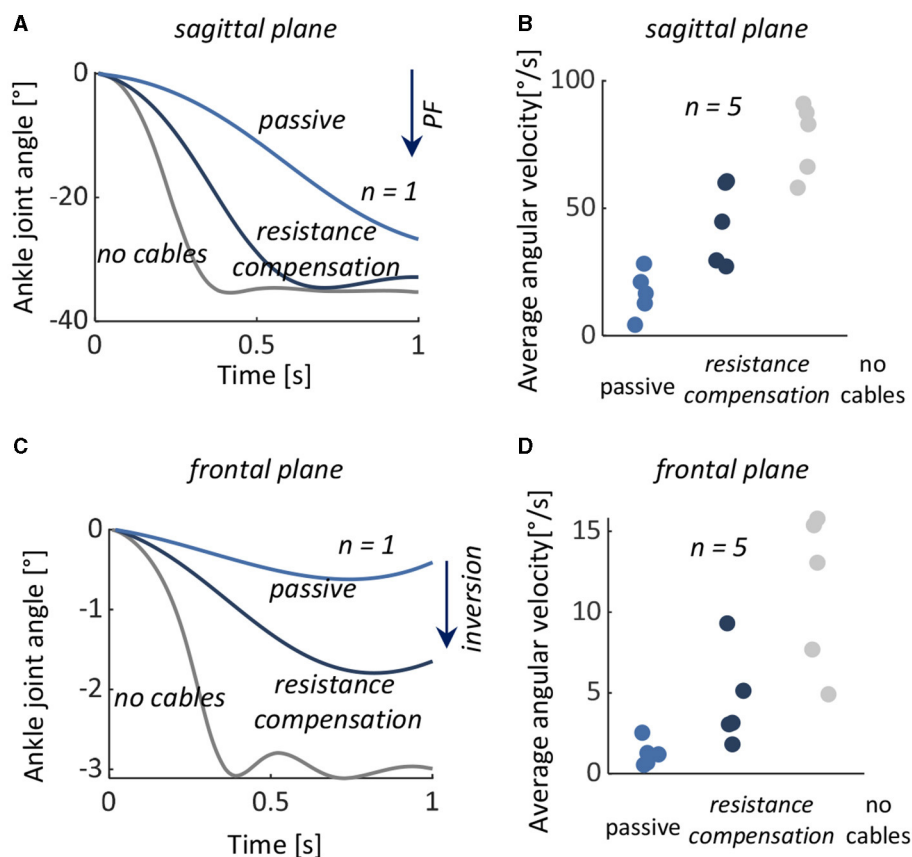 A
sagittal plane
Ankle joint angle [°]
0
-20
-40
passive
PF
n = 1
resistance
compensation
no cables
0
0.5
1
Time [s]
B
sagittal plane
Average angular velocity[°/s]
100
50
0
n = 5
passive
resistance
compensation
no
cables
C
frontal plane
Ankle joint angle [°]
0
-1
-2
-3
n = 1
passive
inversion
no cables
resistance
compensation
0
0.5
1
Time [s]
D
frontal plane
Average angular velocity[°/s]
15
10
5
0
n = 5
passive
resistance
compensation
no
cables